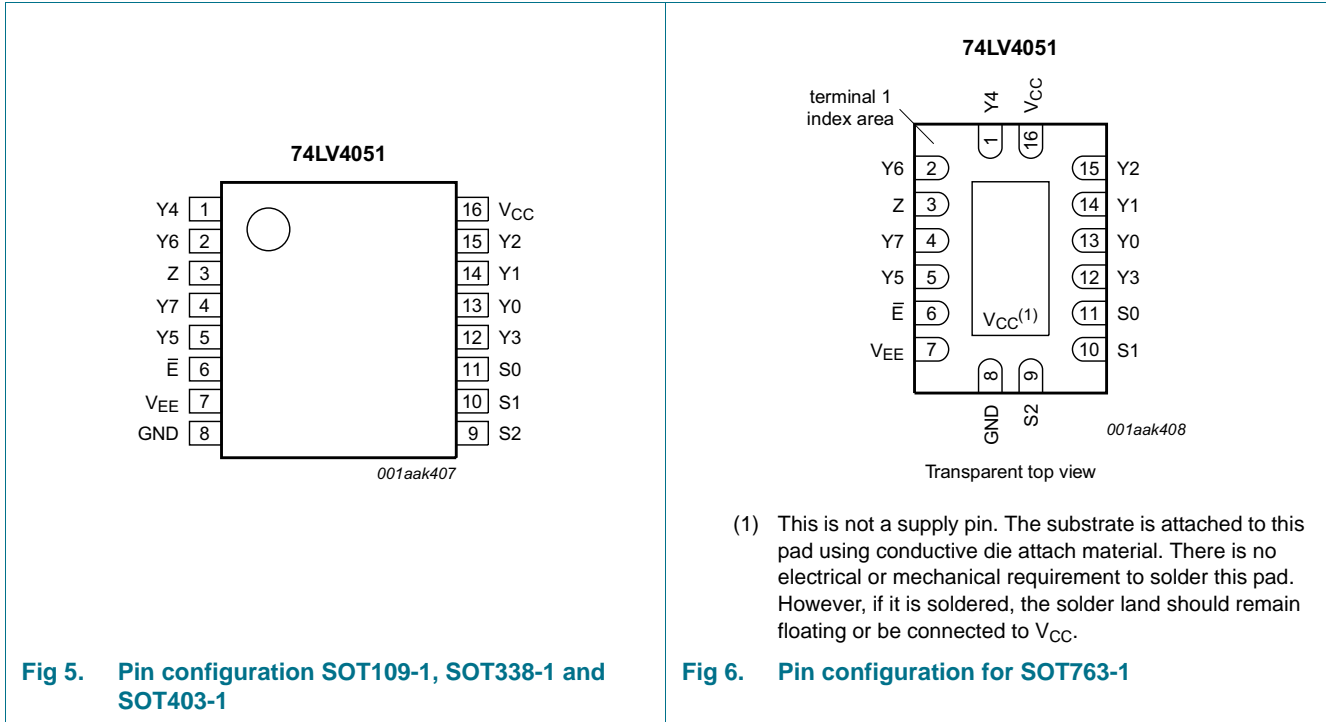 74LV4051
Y4 1
Y6 2
Z 3
Y7 4
Y5 5
E̅ 6
VEE 7
GND 8
16 VCC
15 Y2
14 Y1
13 Y0
12 Y3
11 S0
10 S1
9 S2
001aak407
Fig 5. Pin configuration SOT109-1, SOT338-1 and
SOT403-1
74LV4051
terminal 1
index area
Y4
VCC
1
16
Y6 2
Z 3
Y7 4
Y5 5
E̅ 6
VEE 7
15 Y2
14 Y1
13 Y0
12 Y3
11 S0
10 S1
VCC(1)
8
9
GND
S2
001aak408
Transparent top view
(1) This is not a supply pin. The substrate is attached to this
pad using conductive die attach material. There is no
electrical or mechanical requirement to solder this pad.
However, if it is soldered, the solder land should remain
floating or be connected to VCC.
Fig 6. Pin configuration for SOT763-1